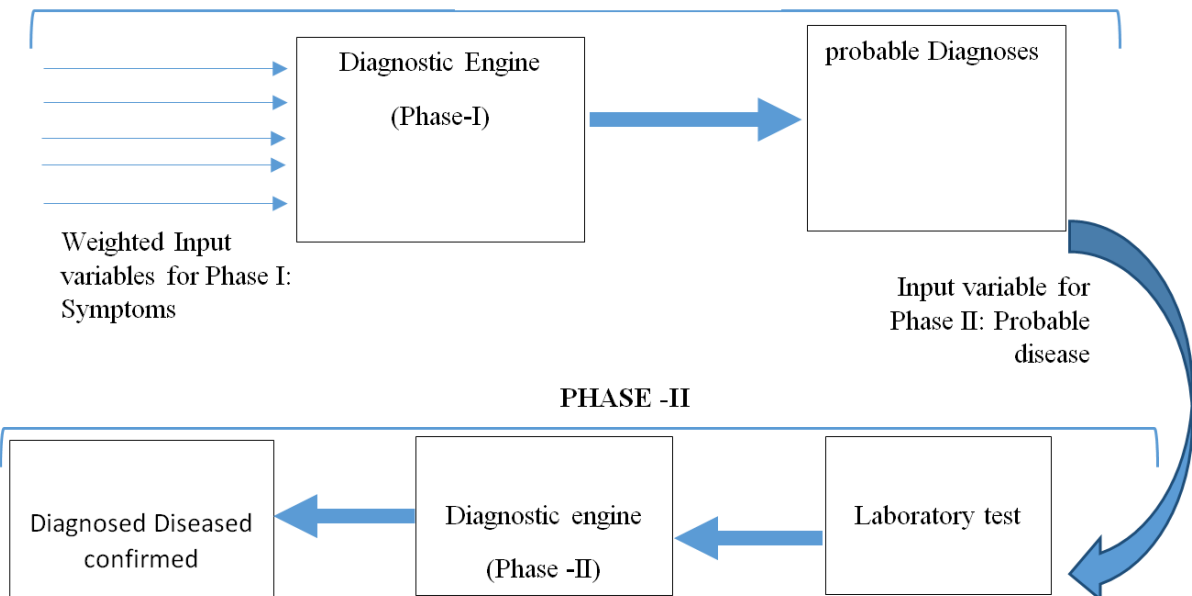 Diagnostic Engine
(Phase-I)
probable Diagnoses
Weighted Input
variables for Phase I:
Symptoms
Input variable for
Phase II: Probable
disease
PHASE -II
Diagnosed Diseased
confirmed
Diagnostic engine
(Phase -II)
Laboratory test